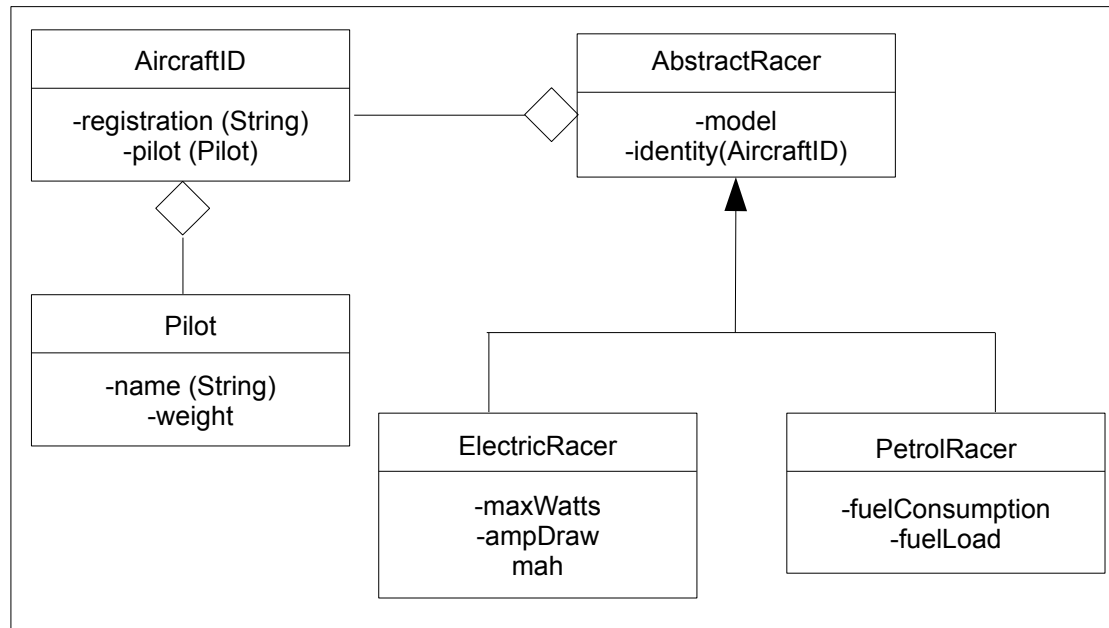 AircraftID
-registration (String)
-pilot (Pilot)
AbstractRacer
-model
-identity(AircraftID)
Pilot
-name (String)
-weight
ElectricRacer
-maxWatts
-ampDraw
mah
PetrolRacer
-fuelConsumption
-fuelLoad